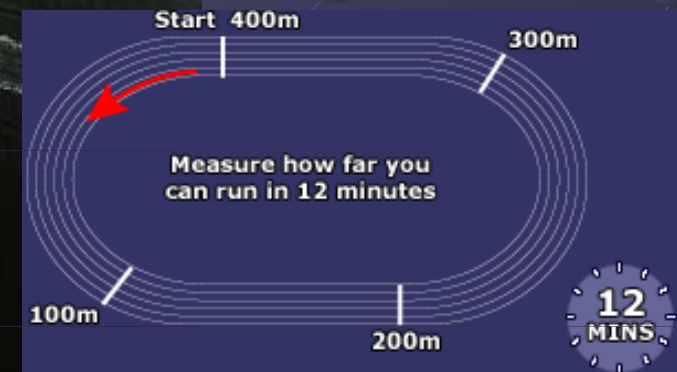 Start 400m
300m
Measure how far you
can run in 12 minutes
100m
200m
12
MINS